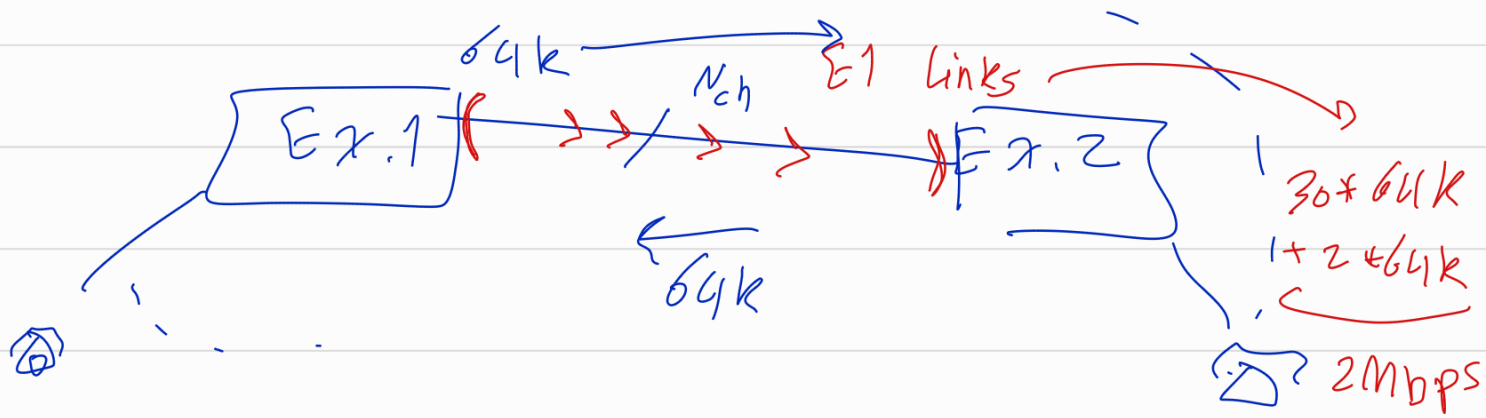 64k E1 links
Nch
Ex.1 Ex.2
30*64k
+ 2*64k
64k
2Mbps